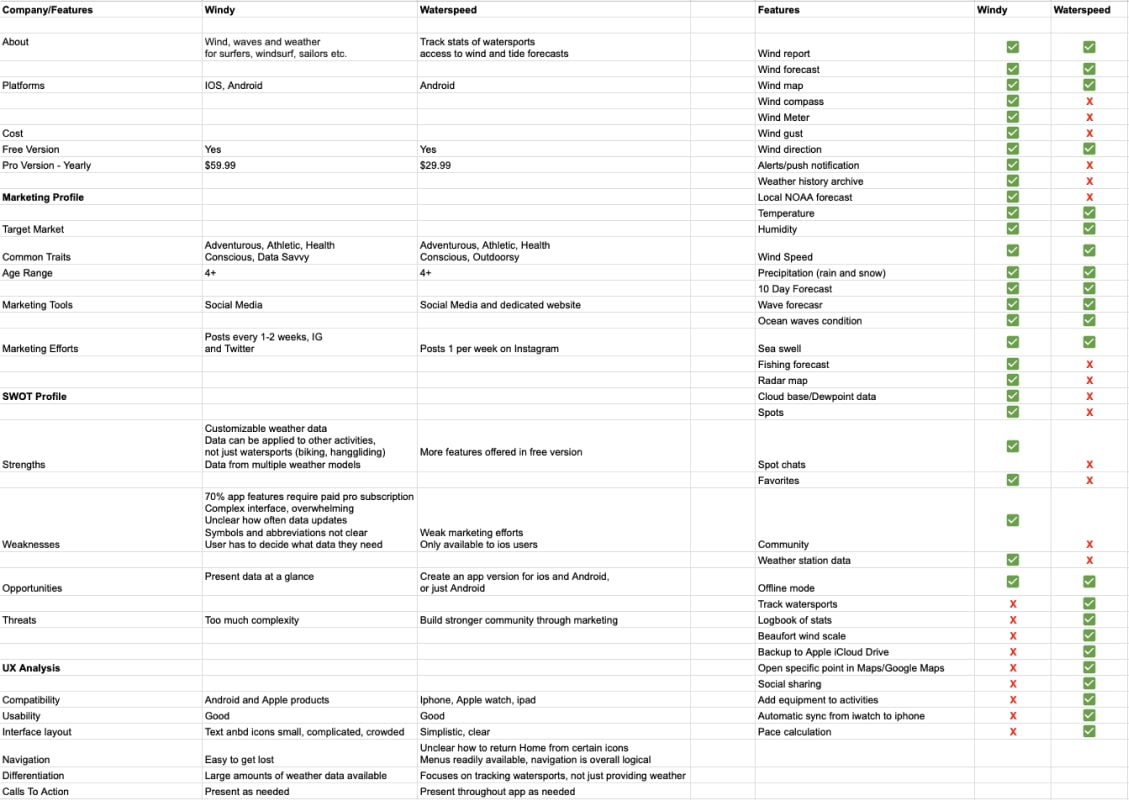 Company/Features Windy Waterspeed Features Windy Waterspeed
About Wind, waves and weather Track stats of watersports
for surfers, windsurf, sailors etc. access to wind and tide forecasts Wind report ✅ ✅
Wind forecast ✅ ✅
Platforms IOS, Android Android Wind map ✅ ✅
Wind compass ✅ X
Wind Meter ✅ X
Cost Wind gust ✅ X
Free Version Yes Yes Wind direction ✅ ✅
Pro Version - Yearly $59.99 $29.99 Alerts/push notification ✅ X
Weather history archive ✅ X
Marketing Profile Local NOAA forecast ✅ X
Temperature ✅ ✅
Target Market Humidity ✅ ✅
Adventurous, Athletic, Health Adventurous, Athletic, Health
Common Traits Conscious, Data Savvy Conscious, Outdoorsy Wind Speed ✅ ✅
Age Range 4+ 4+ Precipitation (rain and snow) ✅ ✅
10 Day Forecast ✅ ✅
Marketing Tools Social Media Social Media and dedicated website Wave forecasr ✅ ✅
Ocean waves condition ✅ ✅
Posts every 1-2 weeks, IG
Marketing Efforts and Twitter Posts 1 per week on Instagram Sea swell ✅ ✅
Fishing forecast ✅ X
Radar map ✅ X
SWOT Profile Cloud base/Dewpoint data ✅ X
Spots ✅ X
Customizable weather data
Data can be applied to other activities,
not just watersports (biking, hanggliding) More features offered in free version
Strengths Data from multiple weather models Spot chats ✅ X
Favorites ✅ X
70% app features require paid pro subscription
Complex interface, overwhelming
Unclear how often data updates
Symbols and abbreviations not clear Weak marketing efforts
Weaknesses User has to decide what data they need Only available to ios users Community ✅ X
Weather station data ✅ X
Present data at a glance Create an app version for ios and Android,
Opportunities or just Android Offline mode ✅ ✅
Track watersports X ✅
Threats Too much complexity Build stronger community through marketing Logbook of stats X ✅
Beaufort wind scale X ✅
Backup to Apple iCloud Drive X ✅
UX Analysis Open specific point in Maps/Google Maps X ✅
Social sharing X ✅
Compatibility Android and Apple products Iphone, Apple watch, ipad Add equipment to activities X ✅
Usability Good Good Automatic sync from iwatch to iphone X ✅
Interface layout Text anbd icons small, complicated, crowded Simplistic, clear Pace calculation X ✅
Unclear how to return Home from certain icons
Navigation Easy to get lost Menus readily available, navigation is overall logical
Differentiation Large amounts of weather data available Focuses on tracking watersports, not just providing weather
Calls To Action Present as needed Present throughout app as needed